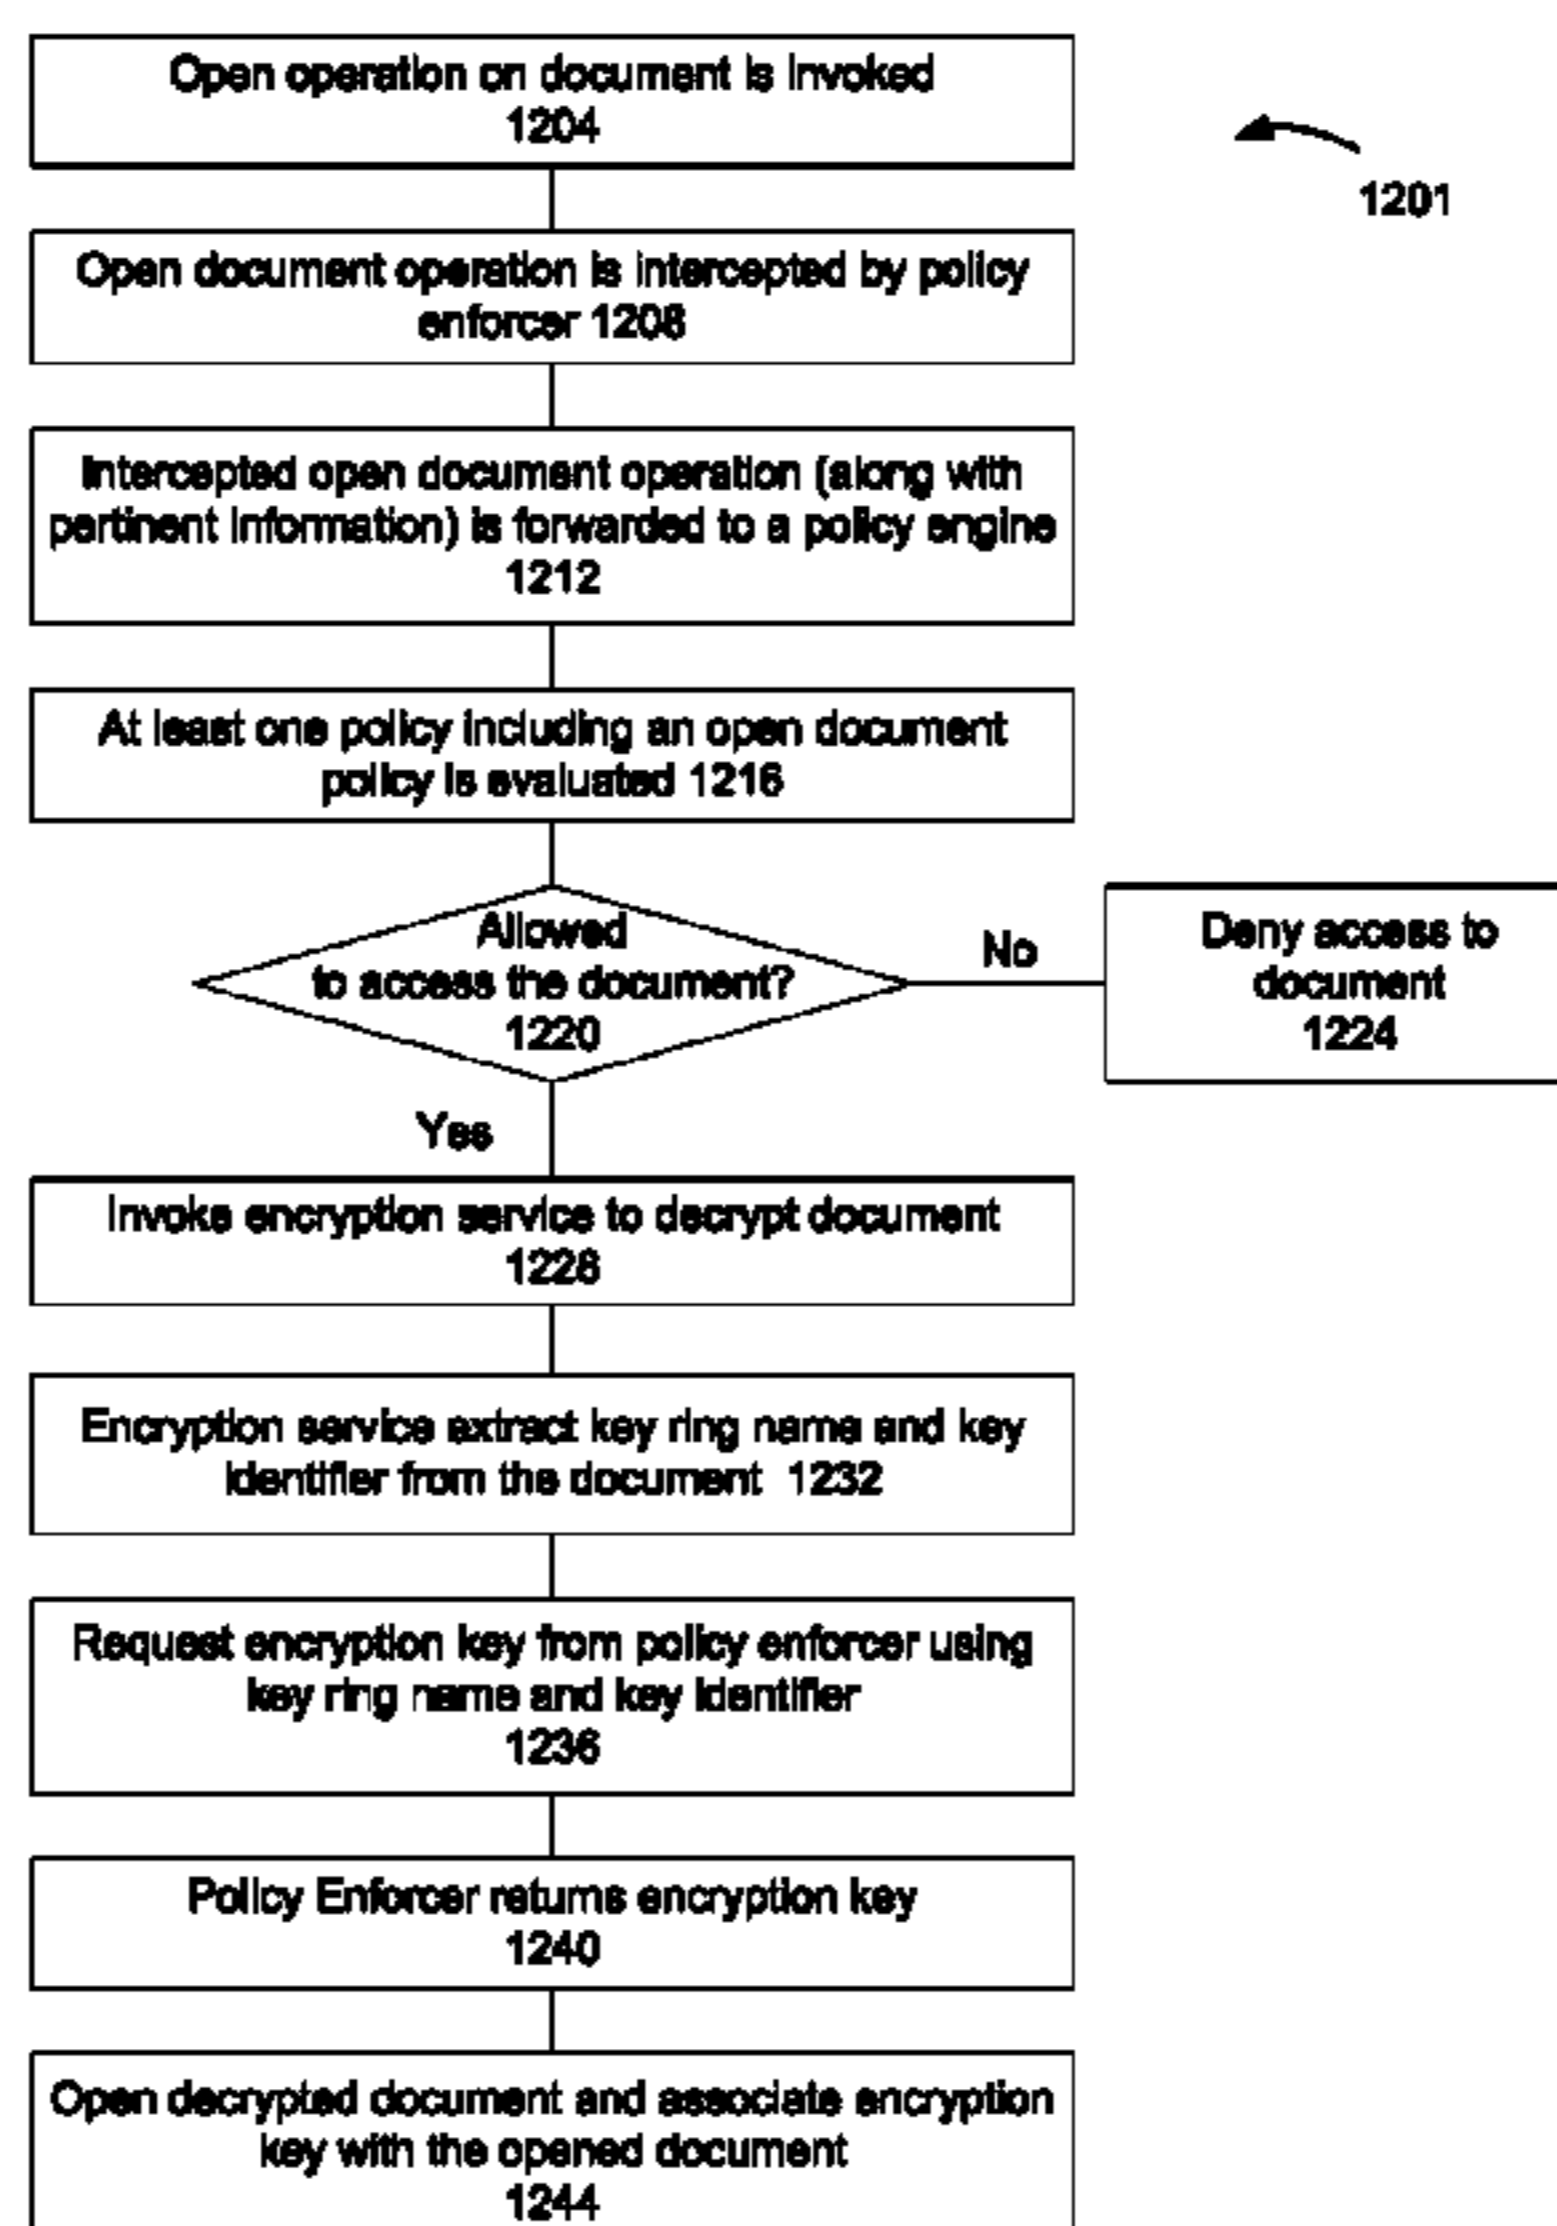 Open operation on document is invoked
1204
1201
Open document operation is intercepted by policy
enforcer 1208
Intercepted open document operation (along with
pertinent information) is forwarded to a policy engine
1212
At least one policy including an open document
policy is evaluated 1216
Allowed
to access the document?
1220
No
Deny access to
document
1224
Yes
Invoke encryption service to decrypt document
1228
Encryption service extract key ring name and key
identifier from the document 1232
Request encryption key from policy enforcer using
key ring name and key identifier
1236
Policy Enforcer returns encryption key
1240
Open decrypted document and associate encryption
key with the opened document
1244